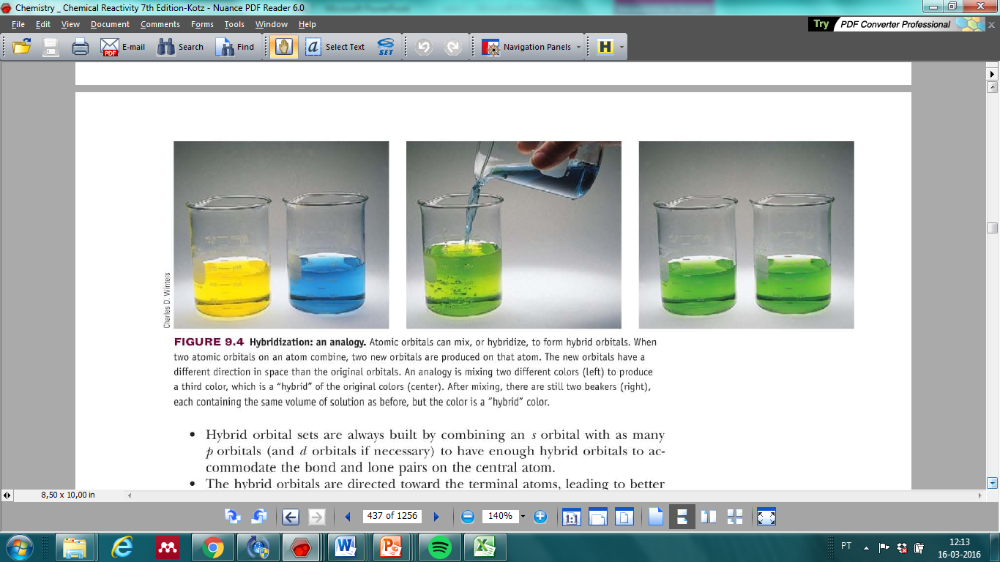 Chemistry _ Chemical Reactivity 7th Edition-Kotz - Nuance PDF Reader 6.0
File Edit View Document Comments Forms Tools Window Help
Try PDF Converter Professional
PDF E-mail Search Find a Select Text SET Navigation Panels H
Charles D. Winters
FIGURE 9.4 Hybridization: an analogy. Atomic orbitals can mix, or hybridize, to form hybrid orbitals. When
two atomic orbitals on an atom combine, two new orbitals are produced on that atom. The new orbitals have a
different direction in space than the original orbitals. An analogy is mixing two different colors (left) to produce
a third color, which is a “hybrid” of the original colors (center). After mixing, there are still two beakers (right),
each containing the same volume of solution as before, but the color is a “hybrid” color.
• Hybrid orbital sets are always built by combining an s orbital with as many
p orbitals (and d orbitals if necessary) to have enough hybrid orbitals to ac-
commodate the bond and lone pairs on the central atom.
• The hybrid orbitals are directed toward the terminal atoms, leading to better
8,50 x 10,00 in
437 of 1256 140% 1:1
PT 12:13
16-03-2016